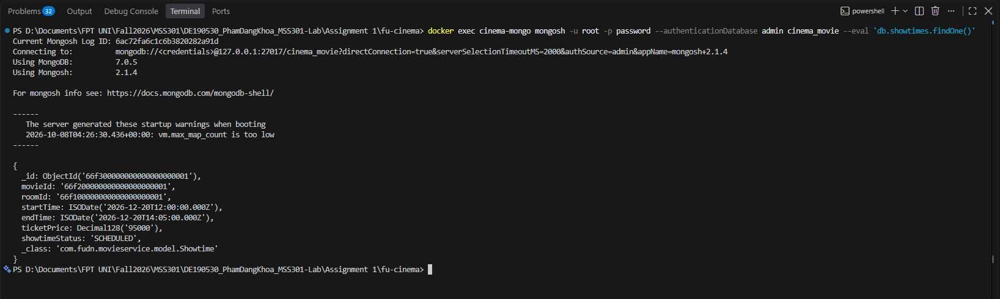 Problems 32 Output Debug Console Terminal Ports powershell
PS D:\Documents\FPT UNI\Fall2026\MSS301\DE190530_PhamDangKhoa_MSS301-Lab\Assignment 1\fu-cinema> docker exec cinema-mongo mongosh -u root -p password --authenticationDatabase admin cinema_movie --eval 'db.showtimes.findOne()'
Current Mongosh Log ID: 6ac72fa6c1c6b3820282a91d
Connecting to: mongodb://<credentials>@127.0.0.1:27017/cinema_movie?directConnection=true&serverSelectionTimeoutMS=2000&authSource=admin&appName=mongosh+2.1.4
Using MongoDB: 7.0.5
Using Mongosh: 2.1.4
For mongosh info see: https://docs.mongodb.com/mongodb-shell/
------
The server generated these startup warnings when booting
2026-10-08T04:26:30.436+00:00: vm.max_map_count is too low
------
{
_id: ObjectId('66f300000000000000000001'),
movieId: '66f200000000000000000001',
roomId: '66f100000000000000000001',
startTime: ISODate('2026-12-20T12:00:00.000Z'),
endTime: ISODate('2026-12-20T14:05:00.000Z'),
ticketPrice: Decimal128('95000'),
showtimeStatus: 'SCHEDULED',
_class: 'com.fudn.movieservice.model.Showtime'
}
PS D:\Documents\FPT UNI\Fall2026\MSS301\DE190530_PhamDangKhoa_MSS301-Lab\Assignment 1\fu-cinema>